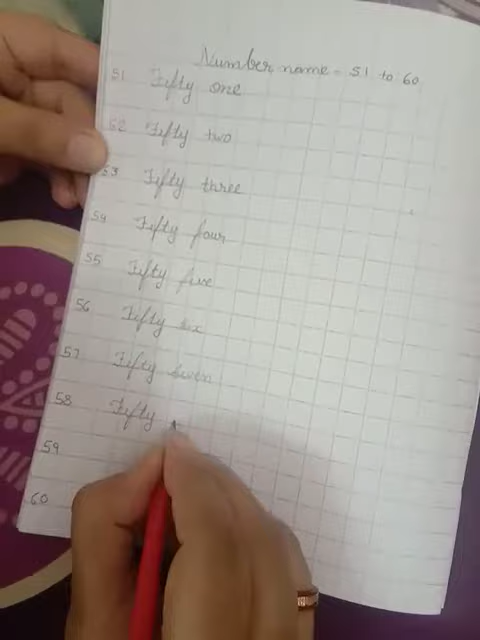 Number name = 51 to 60
51 Fifty one
52 Fifty two
53 Fifty three
54 Fifty four
55 Fifty five
56 Fifty six
57 Fifty seven
58 Fifty
59
60